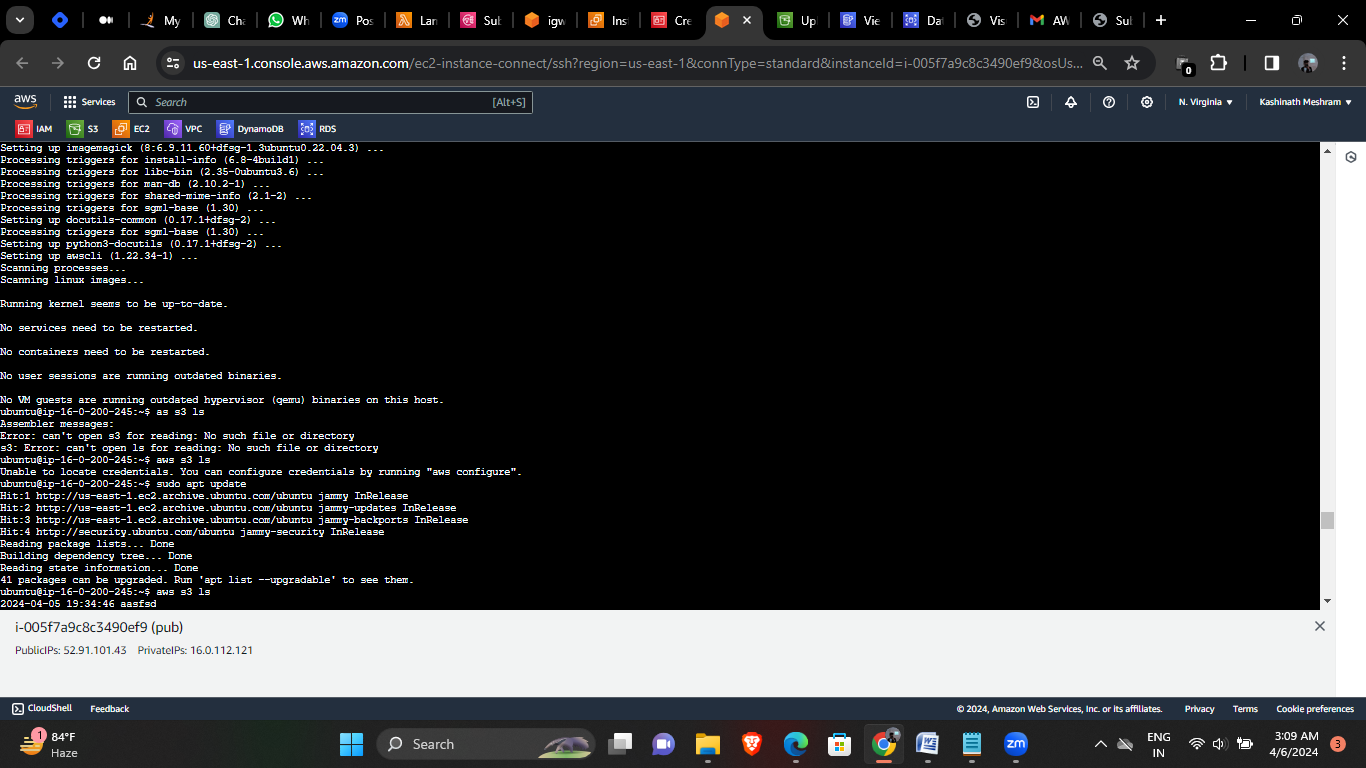 My
Cha
Wh
zm
Pos
Lan
Sul
igw
Inst
Cre
Up
Vie
Da
Vis
AW
Sul
us-east-1.console.aws.amazon.com/ec2-instance-connect/ssh?region=us-east-1&connType=standard&instanceId=i-005f7a9c8c3490ef9&osUs...
0
aws
Services
Search
[Alt+S]
N. Virginia
Kashinath Meshram
IAM
S3
EC2
VPC
DynamoDB
RDS
Setting up imagemagick (8:6.9.11.60+dfsg-1.3ubuntu0.22.04.3) ...
Processing triggers for install-info (6.8-4build1) ...
Processing triggers for libc-bin (2.35-0ubuntu3.6) ...
Processing triggers for man-db (2.10.2-1) ...
Processing triggers for shared-mime-info (2.1-2) ...
Processing triggers for sgml-base (1.30) ...
Setting up docutils-common (0.17.1+dfsg-2) ...
Processing triggers for sgml-base (1.30) ...
Setting up python3-docutils (0.17.1+dfsg-2) ...
Setting up awscli (1.22.34-1) ...
Scanning processes...
Scanning linux images...
Running kernel seems to be up-to-date.
No services need to be restarted.
No containers need to be restarted.
No user sessions are running outdated binaries.
No VM guests are running outdated hypervisor (qemu) binaries on this host.
ubuntu@ip-16-0-200-245:~$ as s3 ls
Assembler messages:
Error: can't open s3 for reading: No such file or directory
s3: Error: can't open ls for reading: No such file or directory
ubuntu@ip-16-0-200-245:~$ aws s3 ls
Unable to locate credentials. You can configure credentials by running "aws configure".
ubuntu@ip-16-0-200-245:~$ sudo apt update
Hit:1 http://us-east-1.ec2.archive.ubuntu.com/ubuntu jammy InRelease
Hit:2 http://us-east-1.ec2.archive.ubuntu.com/ubuntu jammy-updates InRelease
Hit:3 http://us-east-1.ec2.archive.ubuntu.com/ubuntu jammy-backports InRelease
Hit:4 http://security.ubuntu.com/ubuntu jammy-security InRelease
Reading package lists... Done
Building dependency tree... Done
Reading state information... Done
41 packages can be upgraded. Run 'apt list --upgradable' to see them.
ubuntu@ip-16-0-200-245:~$ aws s3 ls
2024-04-05 19:34:46 aasfsd
i-005f7a9c8c3490ef9 (pub)
PublicIPs: 52.91.101.43 PrivateIPs: 16.0.112.121
CloudShell
Feedback
© 2024, Amazon Web Services, Inc. or its affiliates.
Privacy
Terms
Cookie preferences
1
84°F
Haze
Search
zm
ENG
IN
3:09 AM
4/6/2024
3